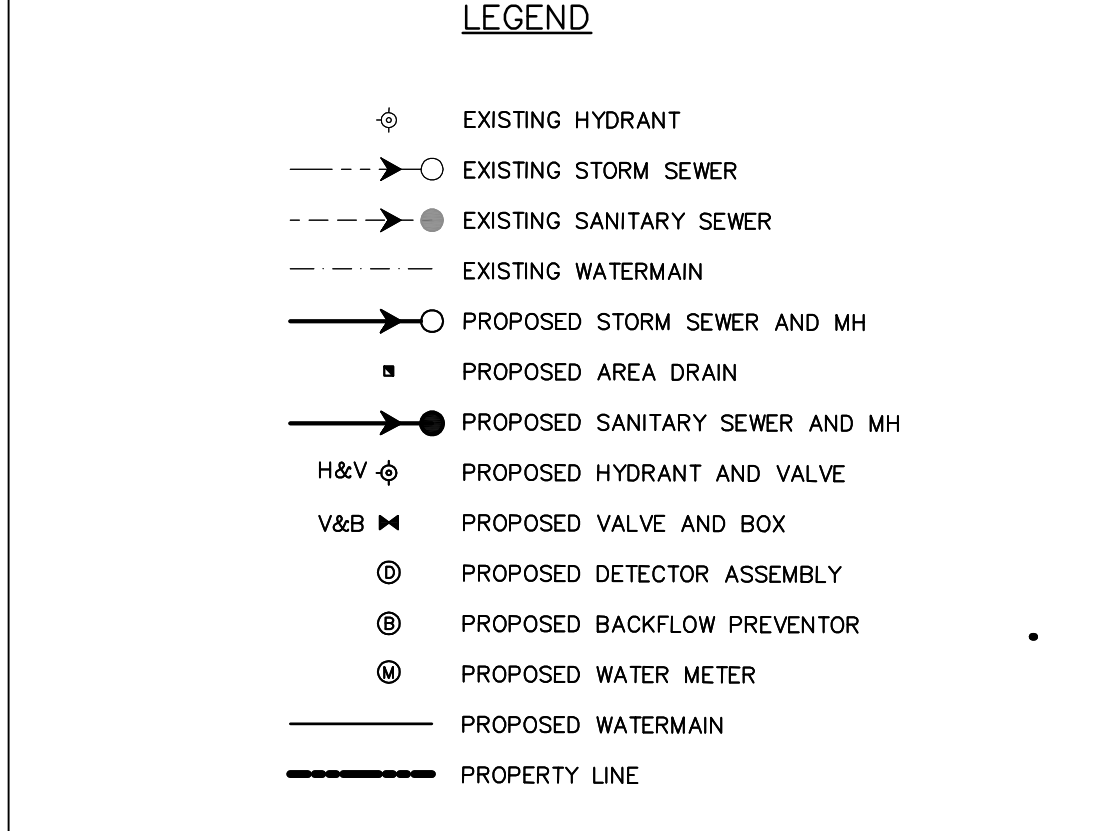 LEGEND
EXISTING HYDRANT
EXISTING STORM SEWER
EXISTING SANITARY SEWER
EXISTING WATERMAIN
PROPOSED STORM SEWER AND MH
PROPOSED AREA DRAIN
PROPOSED SANITARY SEWER AND MH
H&V PROPOSED HYDRANT AND VALVE
V&B PROPOSED VALVE AND BOX
D PROPOSED DETECTOR ASSEMBLY
B PROPOSED BACKFLOW PREVENTOR
M PROPOSED WATER METER
PROPOSED WATERMAIN
PROPERTY LINE